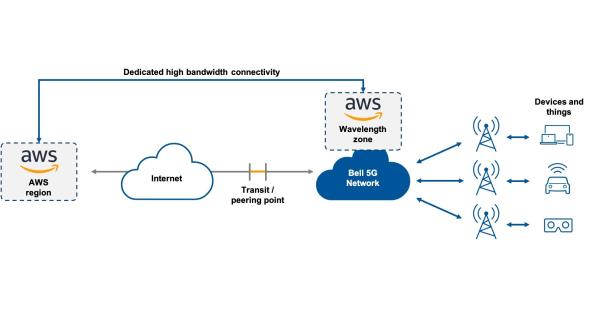 Dedicated high bandwidth connectivity
aws
Wavelength
zone
Devices and
things
aws
AWS
region
Internet
Transit /
peering point
Bell 5G
Network